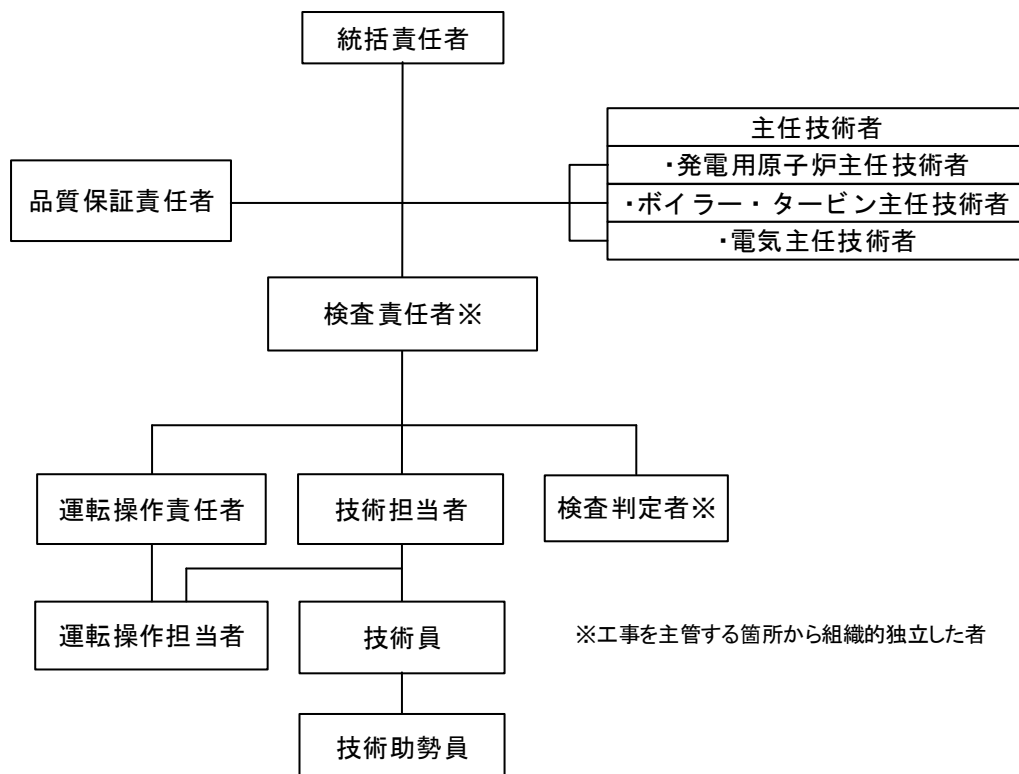 統括責任者
主任技術者
・発電用原子炉主任技術者
品質保証責任者
・ボイラー・タービン主任技術者
・電気主任技術者
検査責任者※
運転操作責任者
技術担当者
検査判定者※
運転操作担当者
技術員
※工事を主管する箇所から組織的独立した者
技術助勢員